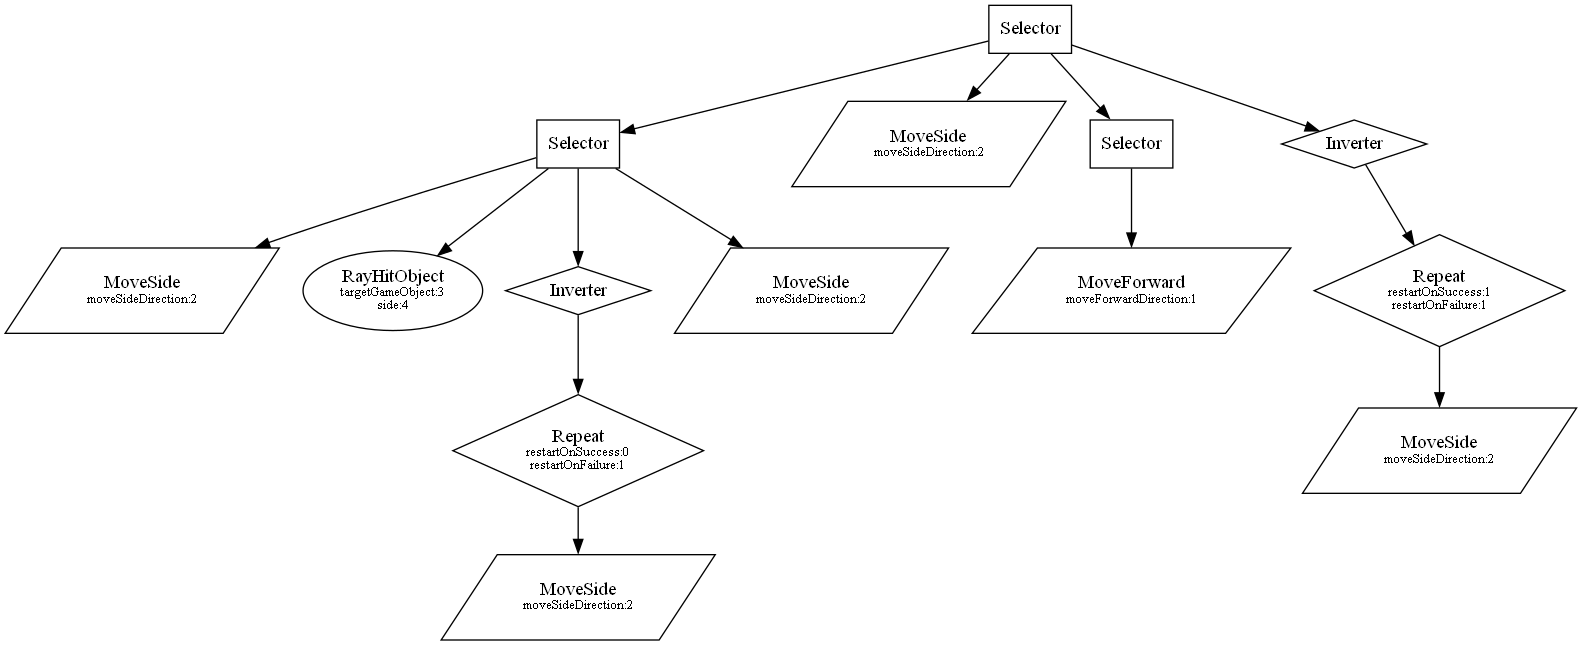 Selector
MoveSide
moveSideDirection:2
Selector
Selector
Inverter
MoveSide
moveSideDirection:2
RayHitObject
targetGameObject:3
side:4
Inverter
MoveSide
moveSideDirection:2
MoveForward
moveForwardDirection:1
Repeat
restartOnSuccess:1
restartOnFailure:1
Repeat
restartOnSuccess:0
restartOnFailure:1
MoveSide
moveSideDirection:2
MoveSide
moveSideDirection:2